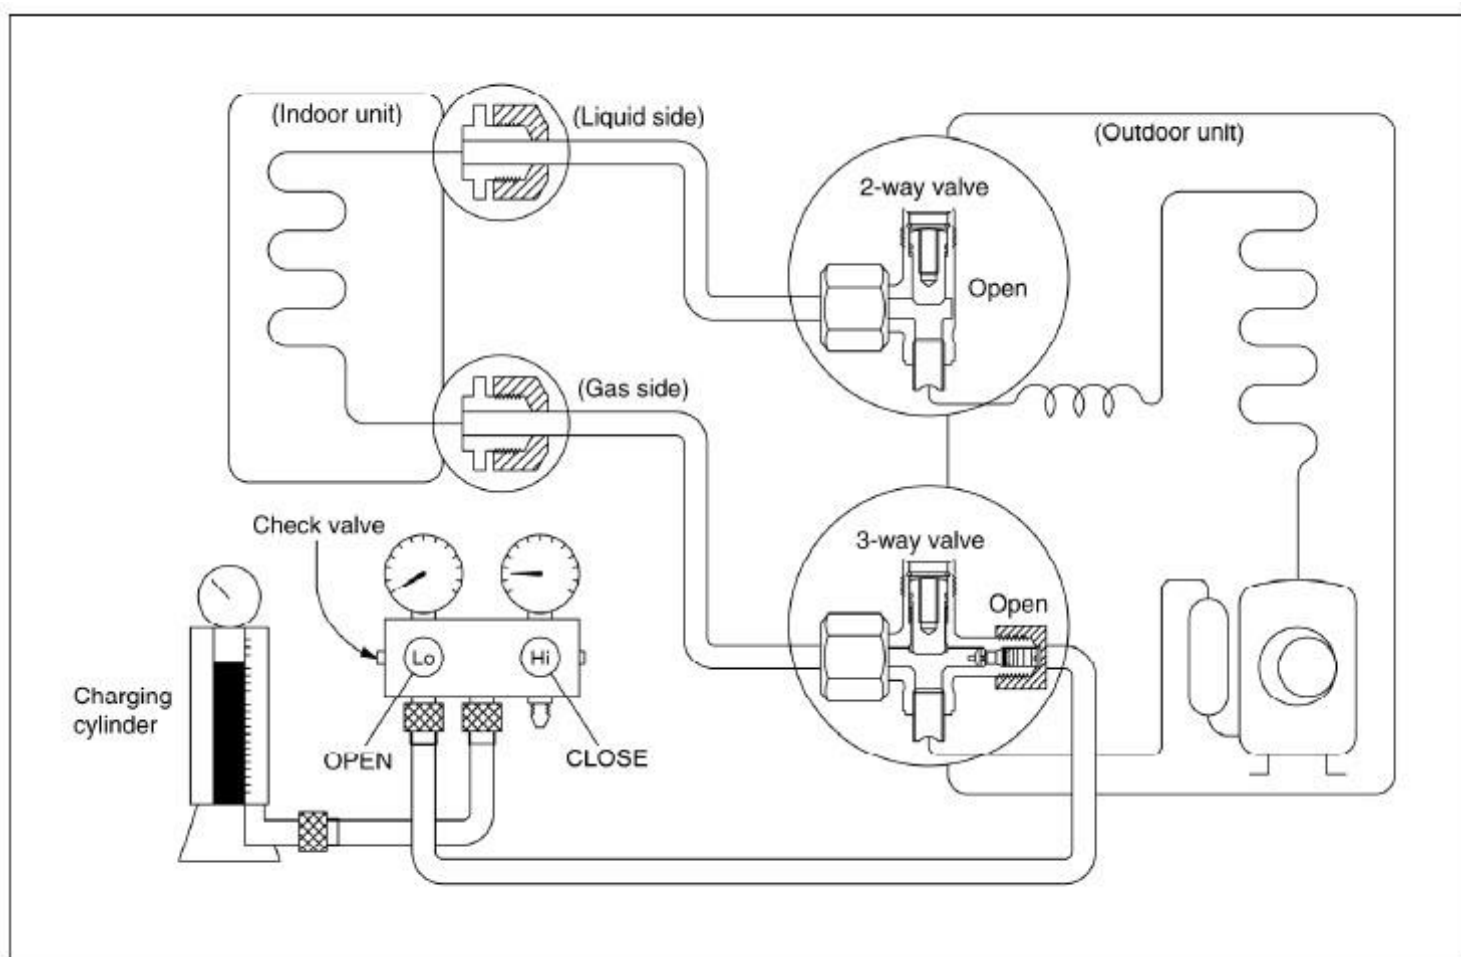 (Indoor unit)
(Liquid side)
(Outdoor unit)
2-way valve
Open
(Gas side)
Check valve
3-way valve
Open
Lo
Hi
Charging
cylinder
OPEN
CLOSE